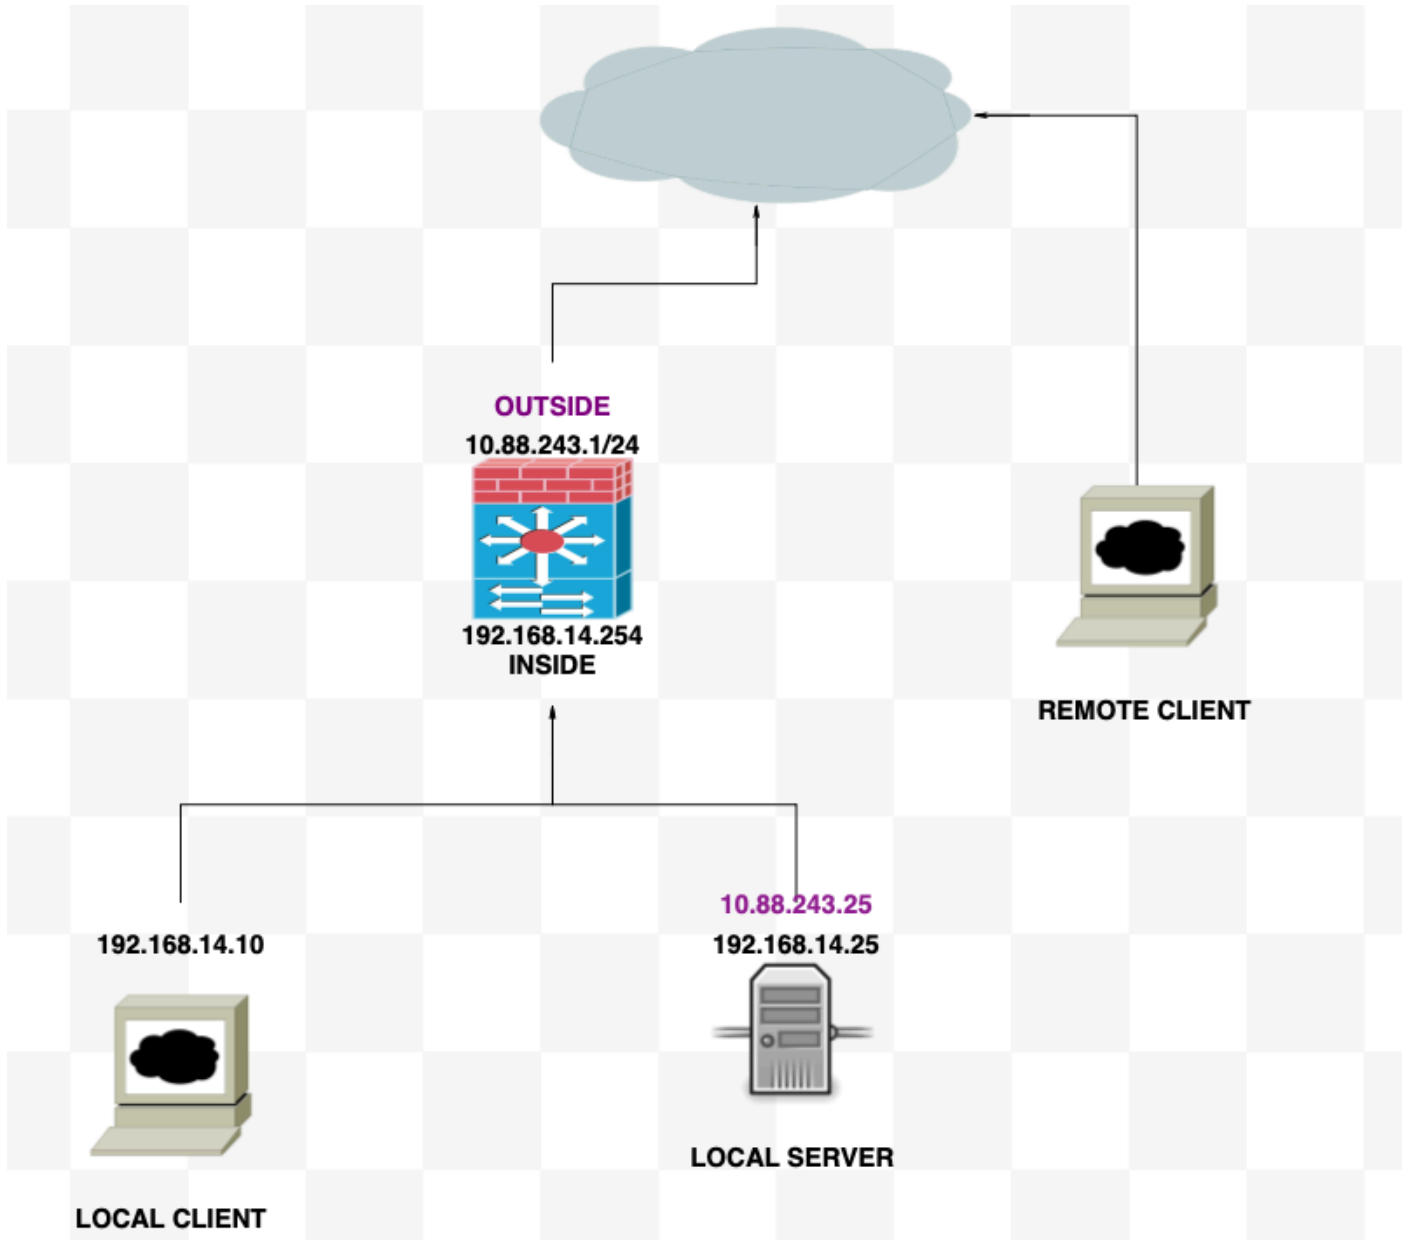 OUTSIDE
10.88.243.1/24
192.168.14.254
INSIDE
REMOTE CLIENT
10.88.243.25
192.168.14.10
192.168.14.25
LOCAL SERVER
LOCAL CLIENT